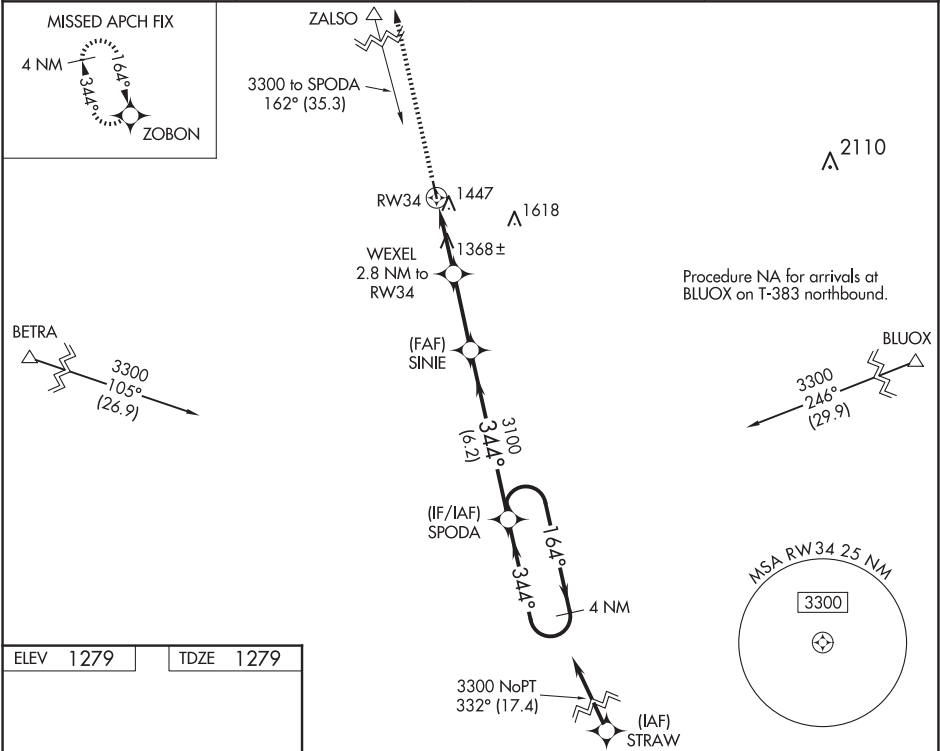 MISSED APCH FIX
4 NM
164°
344°
ZOBON
ZALSO
3300 to SPODA
162° (35.3)
2110
RW34
1447
1618
1368±
WEXEL
2.8 NM to
RW34
Procedure NA for arrivals at
BLUOX on T-383 northbound.
BETRA
3300
105°
(26.9)
(FAF)
SINIE
BLUOX
3300
246°
(29.9)
3100
344°
(6.2)
(IF/IAF)
SPODA
164°
344°
4 NM
MSA RW34 25 NM
3300
ELEV 1279
TDZE 1279
3300 NoPT
332° (17.4)
(IAF)
STRAW